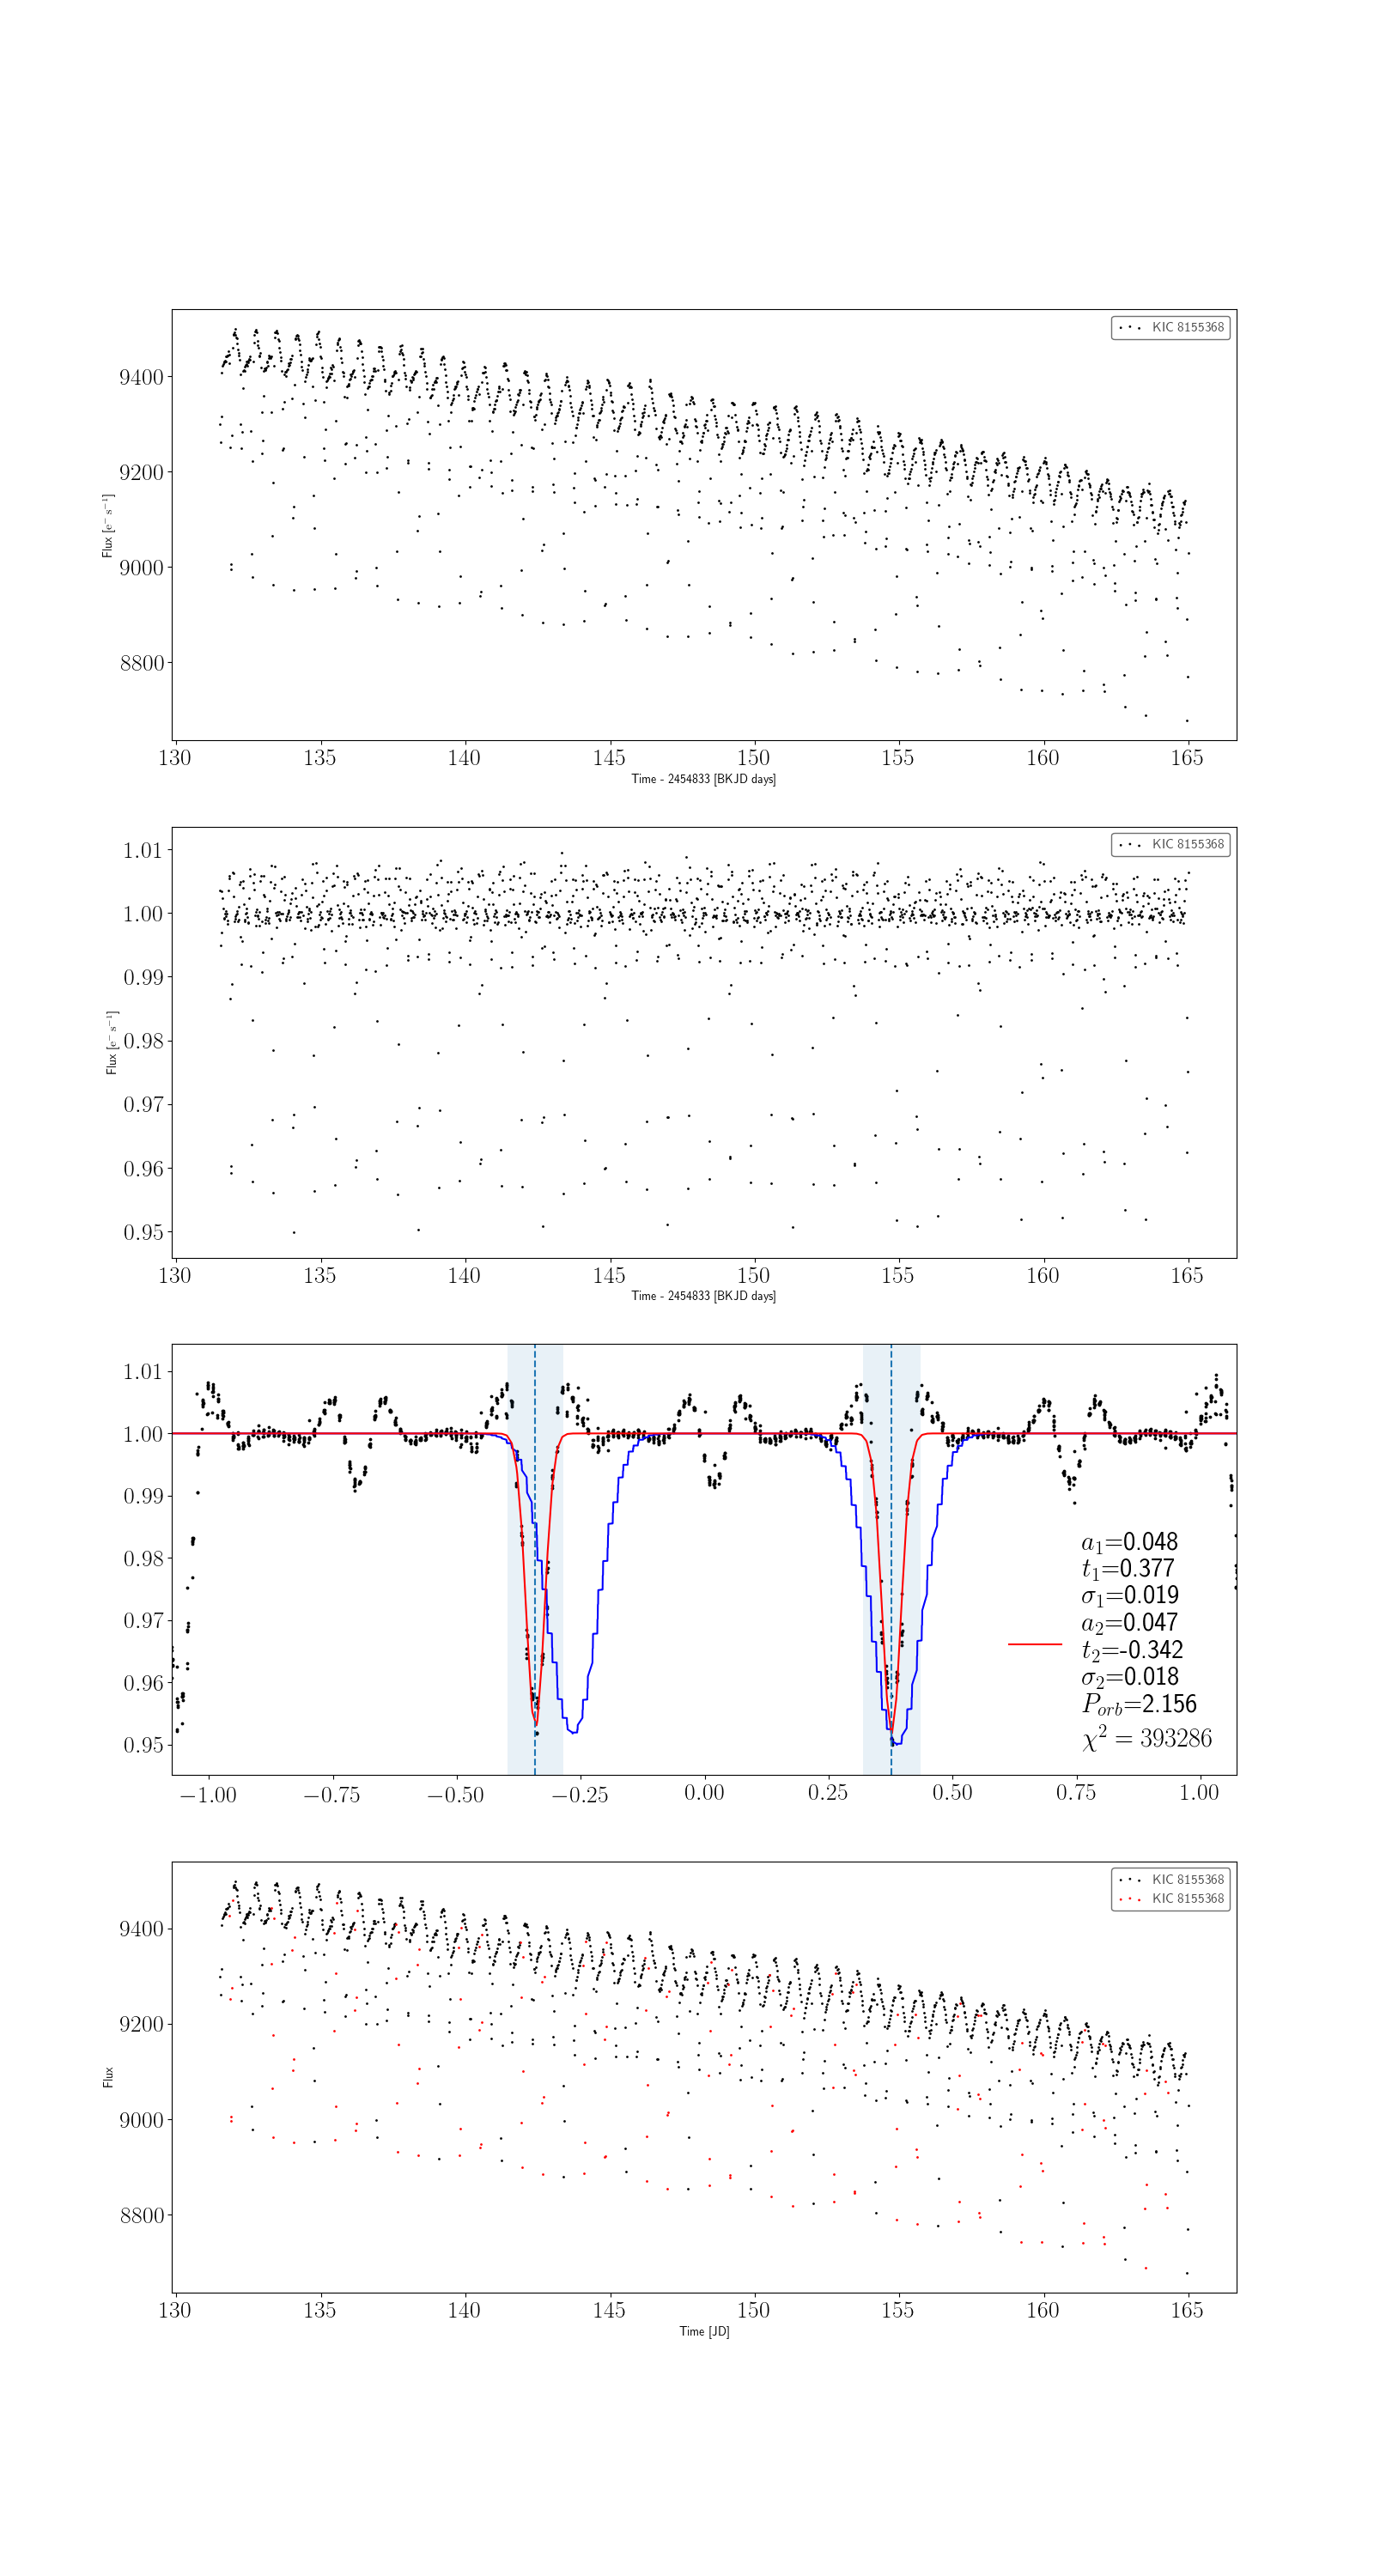 KIC 8155368
9400
9200
9000
8800
Flux [e⁻ s⁻¹]
130 135 140 145 150 155 160 165
Time - 2454833 [BKJD days]
KIC 8155368
1.01
1.00
0.99
0.98
0.97
0.96
0.95
Flux [e⁻ s⁻¹]
130 135 140 145 150 155 160 165
Time - 2454833 [BKJD days]
1.01
1.00
0.99
0.98
0.97
0.96
0.95
a₁=0.048
t₁=0.377
σ₁=0.019
a₂=0.047
t₂=-0.342
σ₂=0.018
P_orb=2.156
χ² = 393286
−1.00 −0.75 −0.50 −0.25 0.00 0.25 0.50 0.75 1.00
KIC 8155368
KIC 8155368
9400
9200
9000
8800
Flux
130 135 140 145 150 155 160 165
Time [JD]